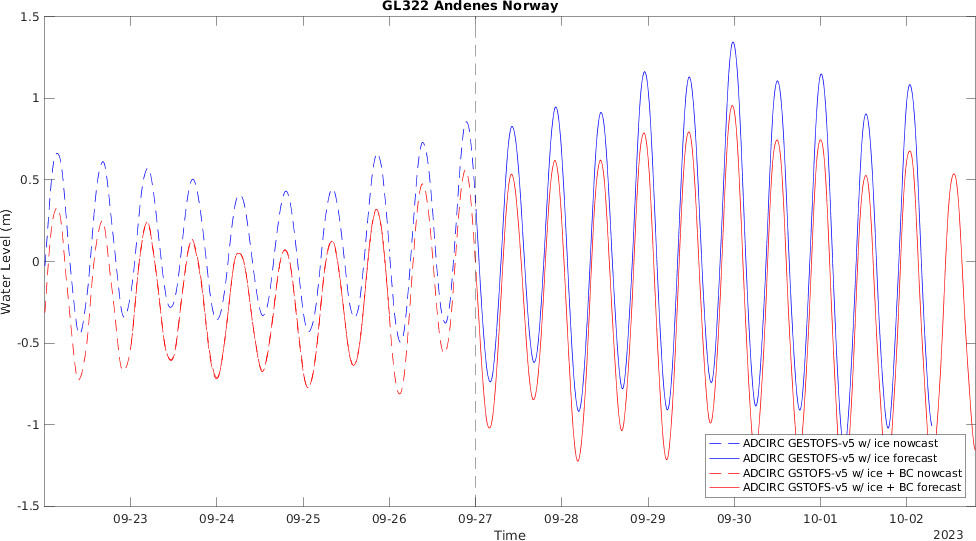 GL322 Andenes Norway
1.5
1
0.5
0
-0.5
-1
-1.5
Water Level (m)
ADCIRC GESTOFS-v5 w/ ice nowcast
ADCIRC GESTOFS-v5 w/ ice forecast
ADCIRC GSTOFS-v5 w/ ice + BC nowcast
ADCIRC GSTOFS-v5 w/ ice + BC forecast
09-23 09-24 09-25 09-26 09-27 09-28 09-29 09-30 10-01 10-02
Time
2023